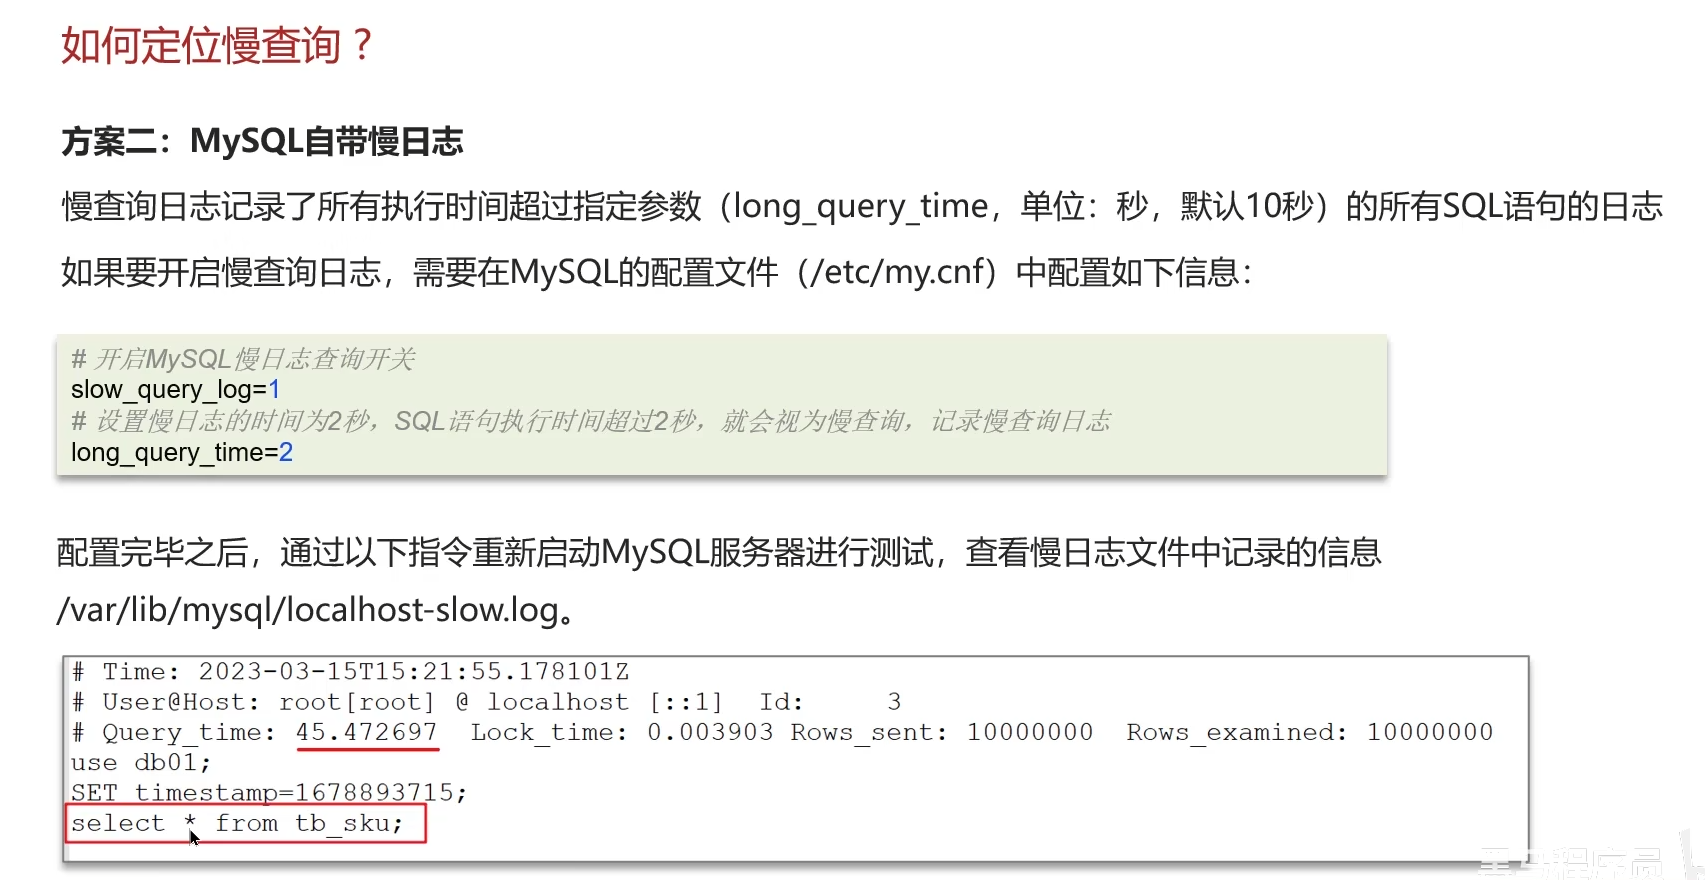 如何定位慢查询？
方案二：MySQL自带慢日志
慢查询日志记录了所有执行时间超过指定参数（long_query_time，单位：秒，默认10秒）的所有SQL语句的日志
如果要开启慢查询日志，需要在MySQL的配置文件（/etc/my.cnf）中配置如下信息：
# 开启MySQL慢日志查询开关
slow_query_log=1
# 设置慢日志的时间为2秒，SQL语句执行时间超过2秒，就会视为慢查询，记录慢查询日志
long_query_time=2
配置完毕之后，通过以下指令重新启动MySQL服务器进行测试，查看慢日志文件中记录的信息
/var/lib/mysql/localhost-slow.log。
# Time: 2023-03-15T15:21:55.178101Z
# User@Host: root[root] @ localhost [::1]  Id:     3
# Query_time: 45.472697  Lock_time: 0.003903 Rows_sent: 10000000  Rows_examined: 10000000
use db01;
SET timestamp=1678893715;
select * from tb_sku;
黑马程序员